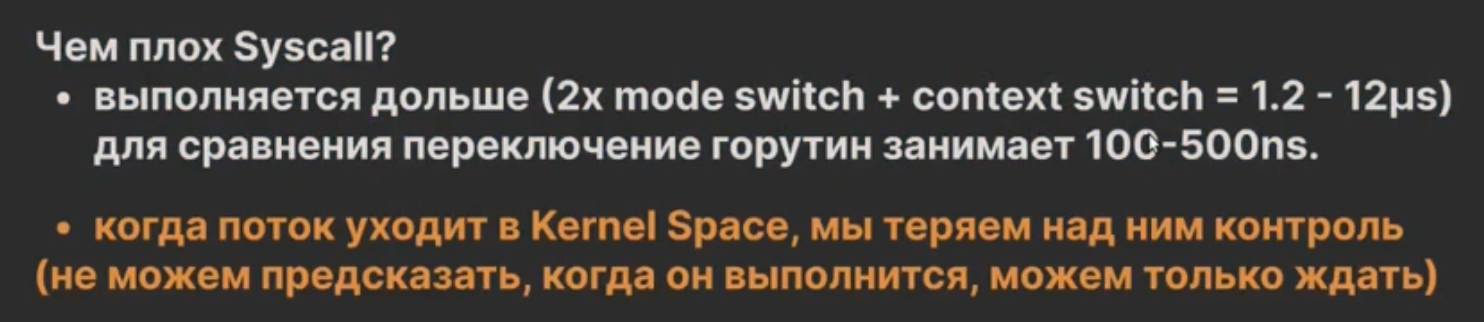 Чем плох Syscall?
• выполняется дольше (2x mode switch + context switch = 1.2 - 12µs)
для сравнения переключение горутин занимает 100-500ns.
• когда поток уходит в Kernel Space, мы теряем над ним контроль
(не можем предсказать, когда он выполнится, можем только ждать)